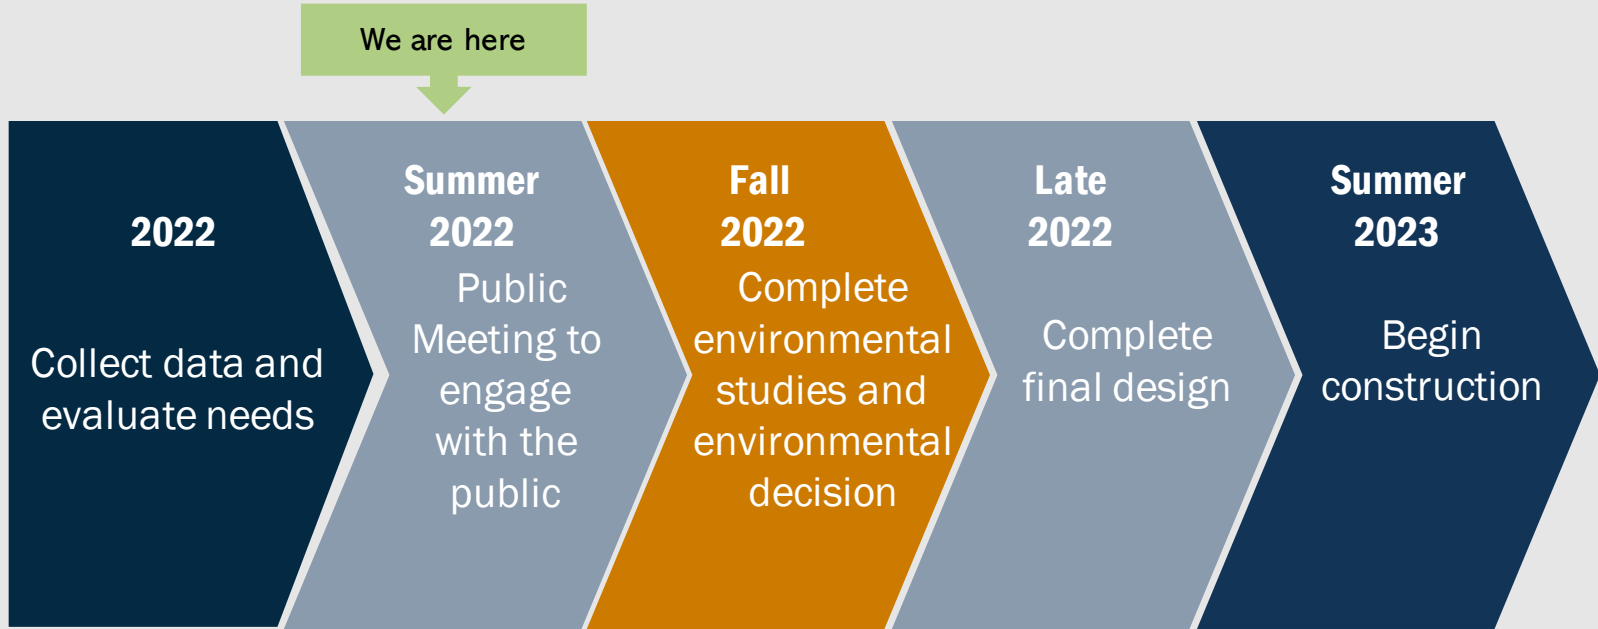 We are here
2022
Collect data and
evaluate needs
Summer
2022
Public
Meeting to
engage
with the
public
Fall
2022
Complete
environmental
studies and
environmental
decision
Late
2022
Complete
final design
Summer
2023
Begin
construction